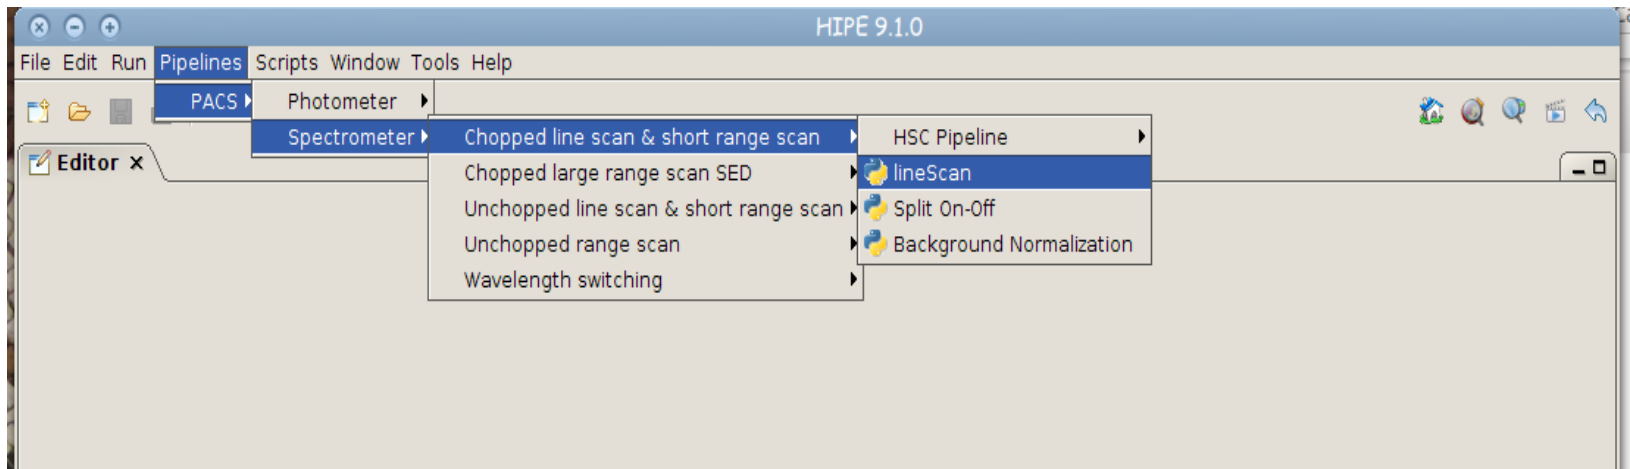 HIPE 9.1.0
File Edit Run Pipelines Scripts Window Tools Help
PACS
Photometer
Spectrometer
Editor x
Chopped line scan & short range scan
Chopped large range scan SED
Unchopped line scan & short range scan
Unchopped range scan
Wavelength switching
HSC Pipeline
lineScan
Split On-Off
Background Normalization